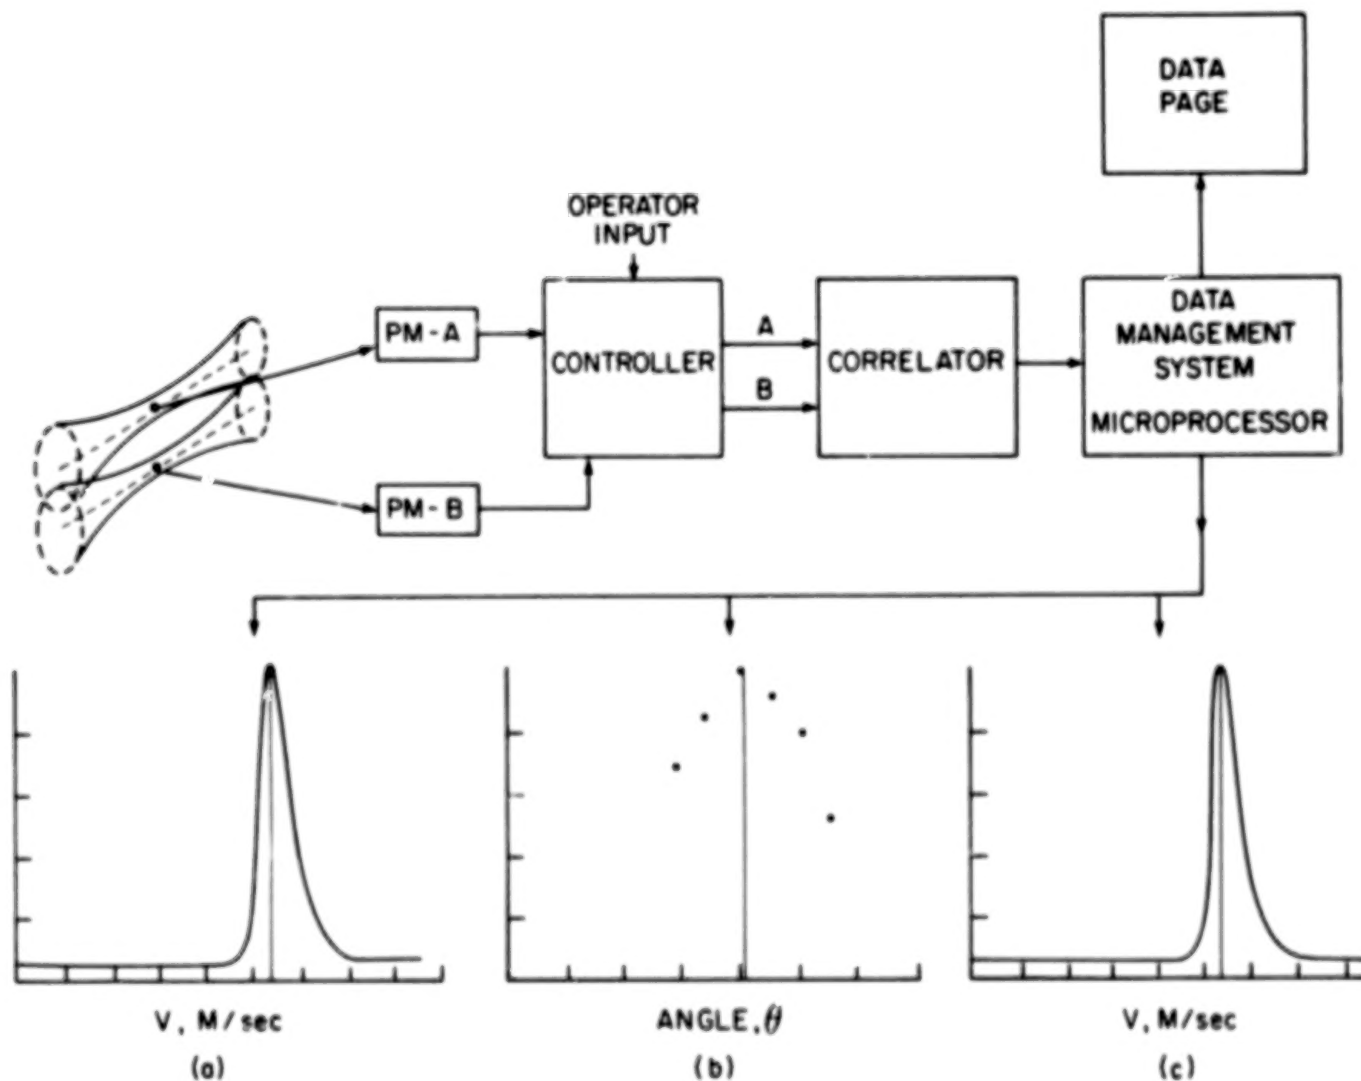 DATA
PAGE
OPERATOR
INPUT
PM-A
CONTROLLER
A
B
CORRELATOR
DATA
MANAGEMENT
SYSTEM
MICROPROCESSOR
PM-B
V, M/sec
(a)
ANGLE, θ
(b)
V, M/sec
(c)